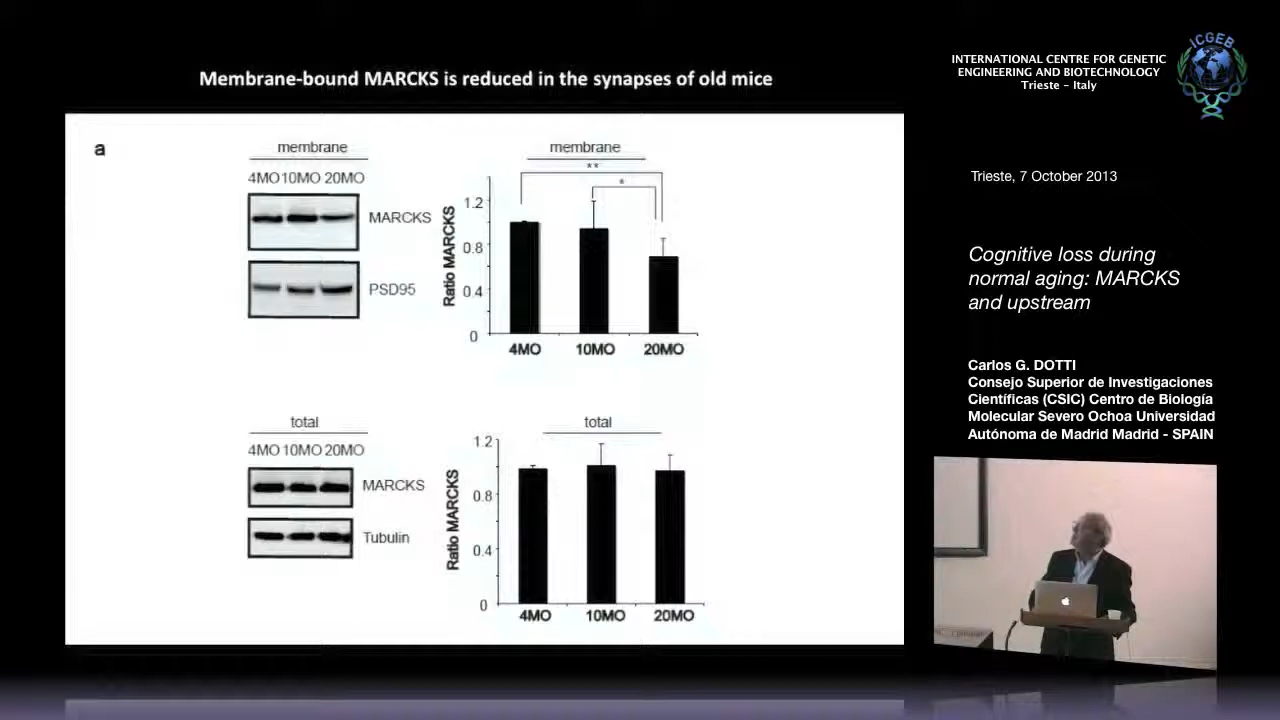 Membrane-bound MARCKS is reduced in the synapses of old mice
a
membrane
4MO 10MO 20MO
MARCKS
PSD95
membrane
**
*
Ratio MARCKS
1.2
0.8
0.4
0
4MO 10MO 20MO
total
4MO 10MO 20MO
MARCKS
Tubulin
total
Ratio MARCKS
1.2
0.8
0.4
0
4MO 10MO 20MO
INTERNATIONAL CENTRE FOR GENETIC
ENGINEERING AND BIOTECHNOLOGY
Trieste - Italy
ICGEB
Trieste, 7 October 2013
Cognitive loss during
normal aging: MARCKS
and upstream
Carlos G. DOTTI
Consejo Superior de Investigaciones
Científicas (CSIC) Centro de Biología
Molecular Severo Ochoa Universidad
Autónoma de Madrid Madrid - SPAIN